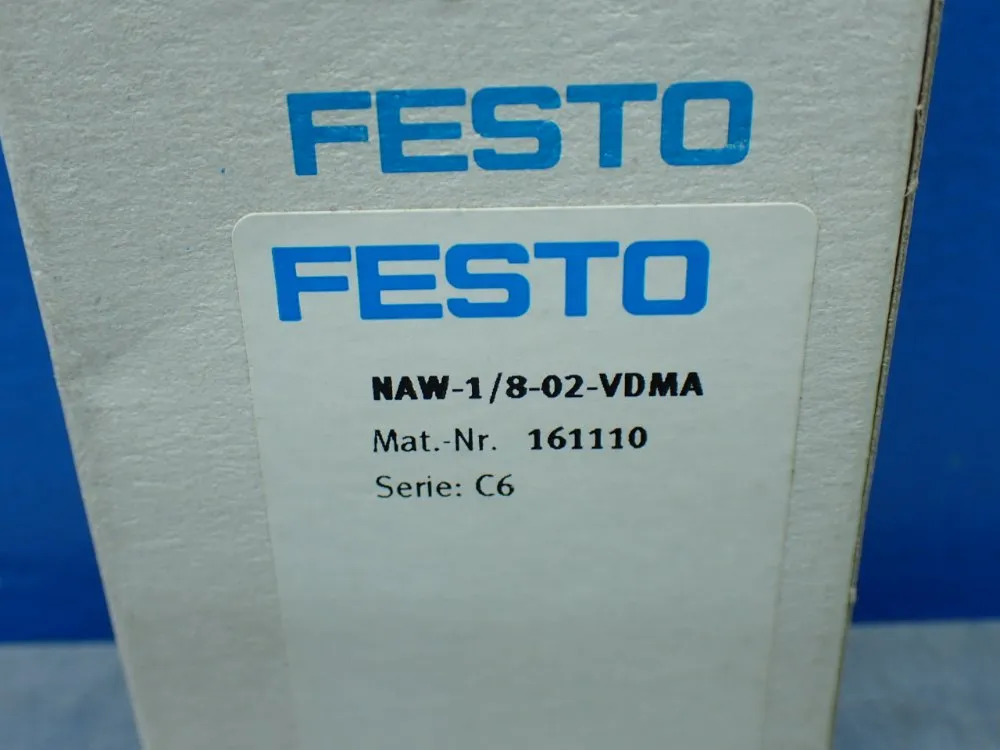 FESTO
FESTO
NAW-1/8-02-VDMA
Mat.-Nr. 161110
Serie: C6